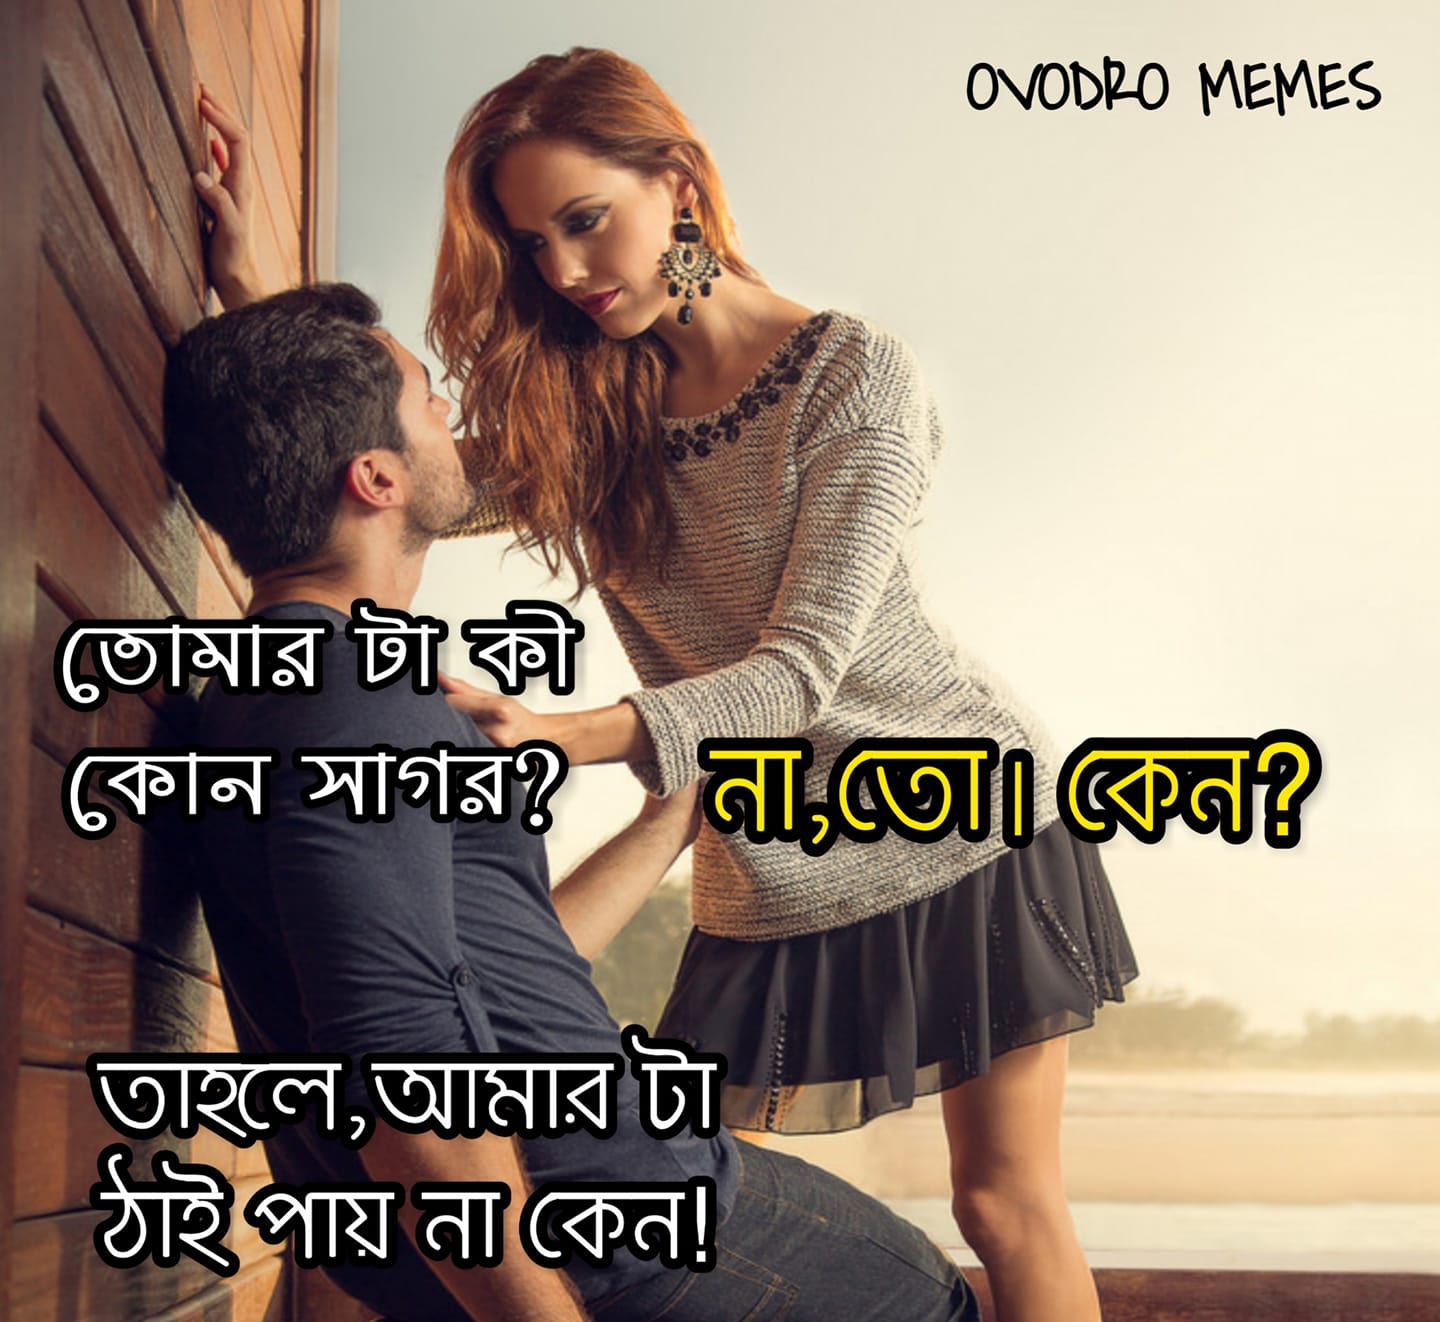 OVODRO MEMES
তোমার টা কী
কোন সাগর?
না,তো। কেন?
তাহলে,আমার টা
ঠাই পায় না কেন!